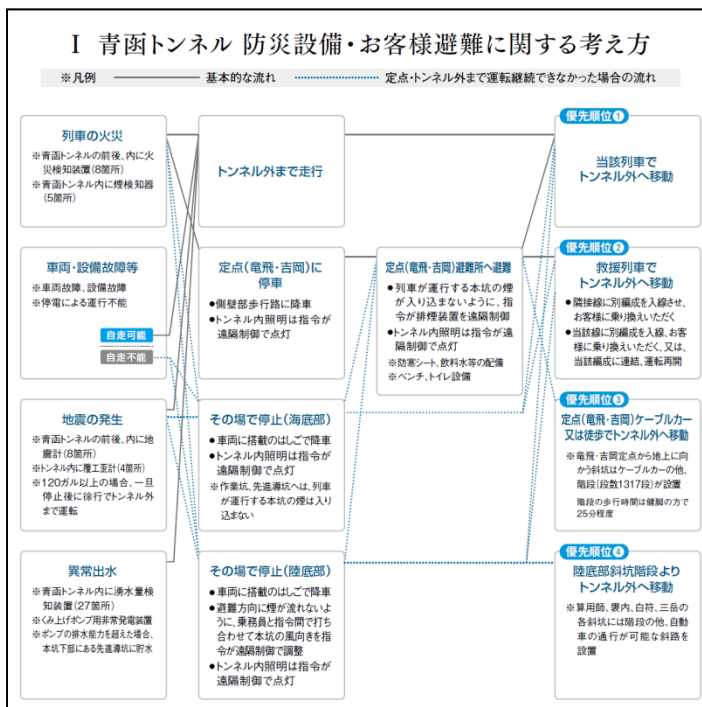 I 青函トンネル 防災設備・お客様避難に関する考え方
※凡例
基本的な流れ
定点・トンネル外まで運転継続できなかった場合の流れ
列車の火災
※青函トンネルの前後、内に火
災検知装置(8箇所)
※青函トンネル内に煙検知器
(5箇所)
トンネル外まで走行
優先順位❶
当該列車で
トンネル外へ移動
車両・設備故障等
※車両故障、設備故障
※停電による運行不能
自走可能
自走不能
定点(竜飛・吉岡)に
停車
●側壁部歩行路に降車
●トンネル内照明は指令が
遠隔制御で点灯
定点(竜飛・吉岡)避難所へ避難
●列車が運行する本坑の煙
が入り込まないように、指
令が排煙装置を遠隔制御
●トンネル内照明は指令が遠
隔制御で点灯
※防寒シート、飲料水等の配備
※ベンチ、トイレ設備
優先順位❷
救援列車で
トンネル外へ移動
●隣接線に別編成を入線させ、
お客様に乗り換えいただく
●当該線に別編成を入線、お客
様に乗り換えいただく、又は、
当該編成に連結、運転再開
地震の発生
※青函トンネルの前後、内に地
震計(8箇所)
※トンネル内に覆工歪計(4箇所)
※120ガル以上の場合、一旦
停止後に徐行でトンネル外
まで運転
その場で停止(海底部)
●車両に搭載のはしごで降車
●トンネル内照明は指令が
遠隔制御で点灯
※作業坑、先進導坑へは、列車
が運行する本坑の煙は入り
込まない
優先順位❸
定点(竜飛・吉岡)ケーブルカー
又は徒歩でトンネル外へ移動
※竜飛・吉岡定点から地上に向
かう斜坑はケーブルカーの他、
階段(段数1317段)が設置
階段の歩行時間は健脚の方で
25分程度
異常出水
※青函トンネル内に湧水量検
知装置(27箇所)
※くみ上げポンプ用非常発電装置
※ポンプの排水能力を超えた場合、
本坑下部にある先進導坑に貯水
その場で停止(陸底部)
●車両に搭載のはしごで降車
●避難方向に煙が流れないよ
うに、乗務員と指令間で打ち
合わせて本坑の風向きを指
令が遠隔制御で調整
●トンネル内照明は指令が遠
隔制御で点灯
優先順位❹
陸底部斜坑階段より
トンネル外へ移動
※算用師、袰内、白符、三岳の
各斜坑には階段の他、自動
車の通行が可能な斜路を
設置